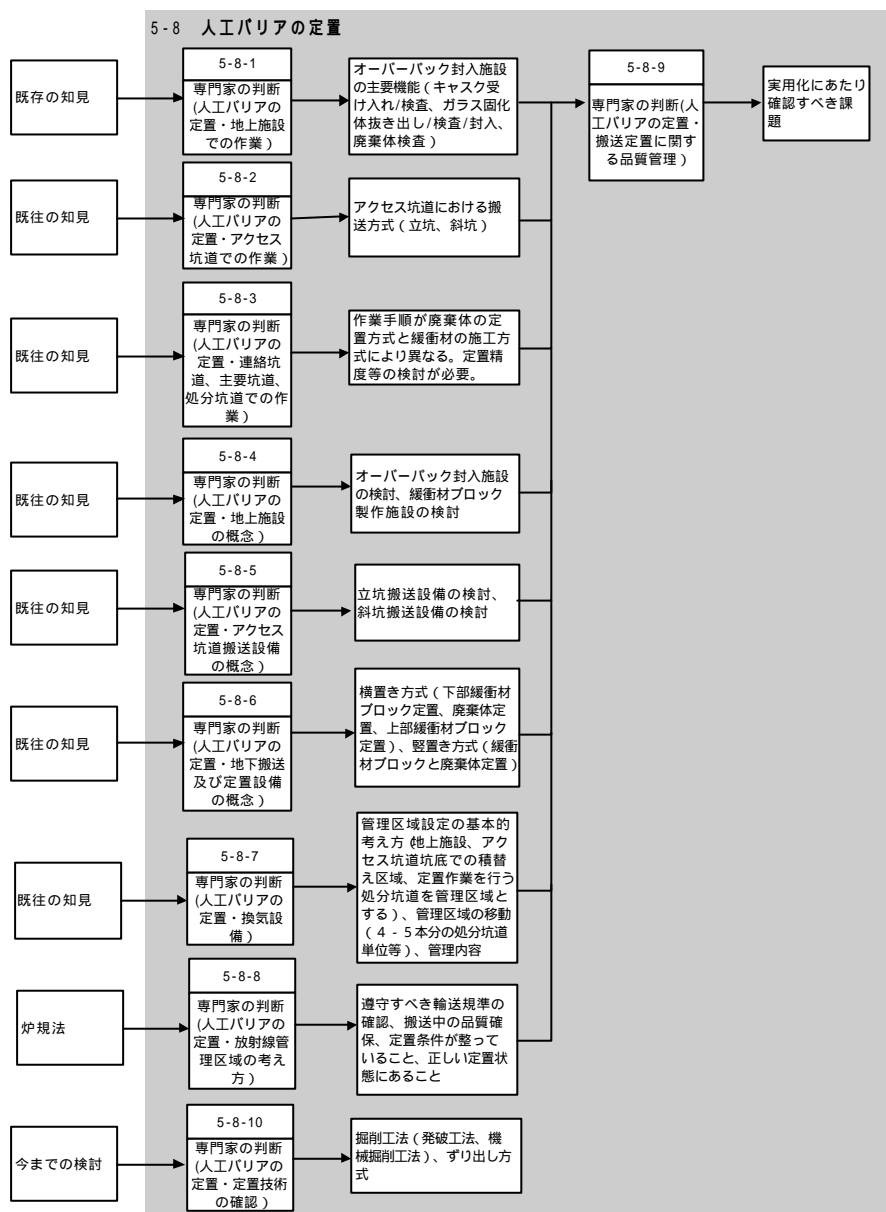 5-8 人工バリアの定置
既存の知見
5-8-1
専門家の判断
(人工バリアの
定置・地上施設
での作業)
オーバーパック封入施設
の主要機能(キャスク受
け入れ/検査、ガラス固化
体抜き出し/検査/封入、
廃棄体検査)
5-8-9
専門家の判断(人
工バリアの定置・
搬送定置に関す
る品質管理)
実用化にあたり
確認すべき課
題
既往の知見
5-8-2
専門家の判断
(人工バリアの
定置・アクセス
坑道での作業)
アクセス坑道における搬
送方式(立坑、斜坑)
既往の知見
5-8-3
専門家の判断
(人工バリアの
定置・連絡坑
道、主要坑道、
処分坑道での作
業)
作業手順が廃棄体の定
置方式と緩衝材の施工方
式により異なる。定置精
度等の検討が必要。
既往の知見
5-8-4
専門家の判断
(人工バリアの
定置・地上施設
の概念)
オーバーパック封入施設
の検討、緩衝材ブロック
製作施設の検討
既往の知見
5-8-5
専門家の判断
(人工バリアの
定置・アクセス
坑道搬送設備
の概念)
立坑搬送設備の検討、
斜坑搬送設備の検討
既往の知見
5-8-6
専門家の判断
(人工バリアの
定置・地下搬送
及び定置設備
の概念)
横置き方式(下部緩衝材
ブロック定置、廃棄体定
置、上部緩衝材ブロック
定置)、竪置き方式(緩衝
材ブロックと廃棄体定置)
既往の知見
5-8-7
専門家の判断
(人工バリアの
定置・換気設
備)
管理区域設定の基本的
考え方(地上施設、アク
セス坑道坑底での積替
え区域、定置作業を行う
処分坑道を管理区域と
する)、管理区域の移動
(4-5本分の処分坑道
単位等)、管理内容
炉規法
5-8-8
専門家の判断
(人工バリアの
定置・放射線管
理区域の考え
方)
遵守すべき輸送規準の
確認、搬送中の品質確
保、定置条件が整って
いること、正しい定置状
態にあること
今までの検討
5-8-10
専門家の判断
(人工バリアの
定置・定置技術
の確認)
掘削工法(発破工法、機
械掘削工法)、ずり出し方
式